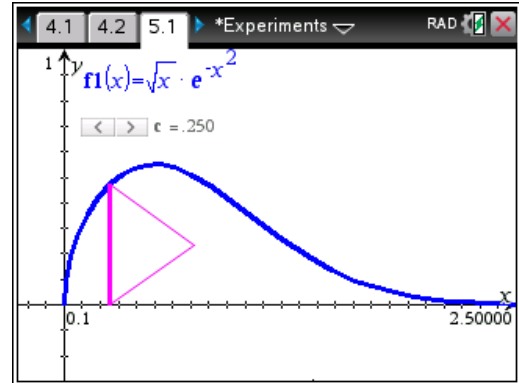 4.1 4.2 5.1 *Experiments RAD
1 y
f1(x)=√x · e^-x^2
< > c =.250
x
0.1 2.50000